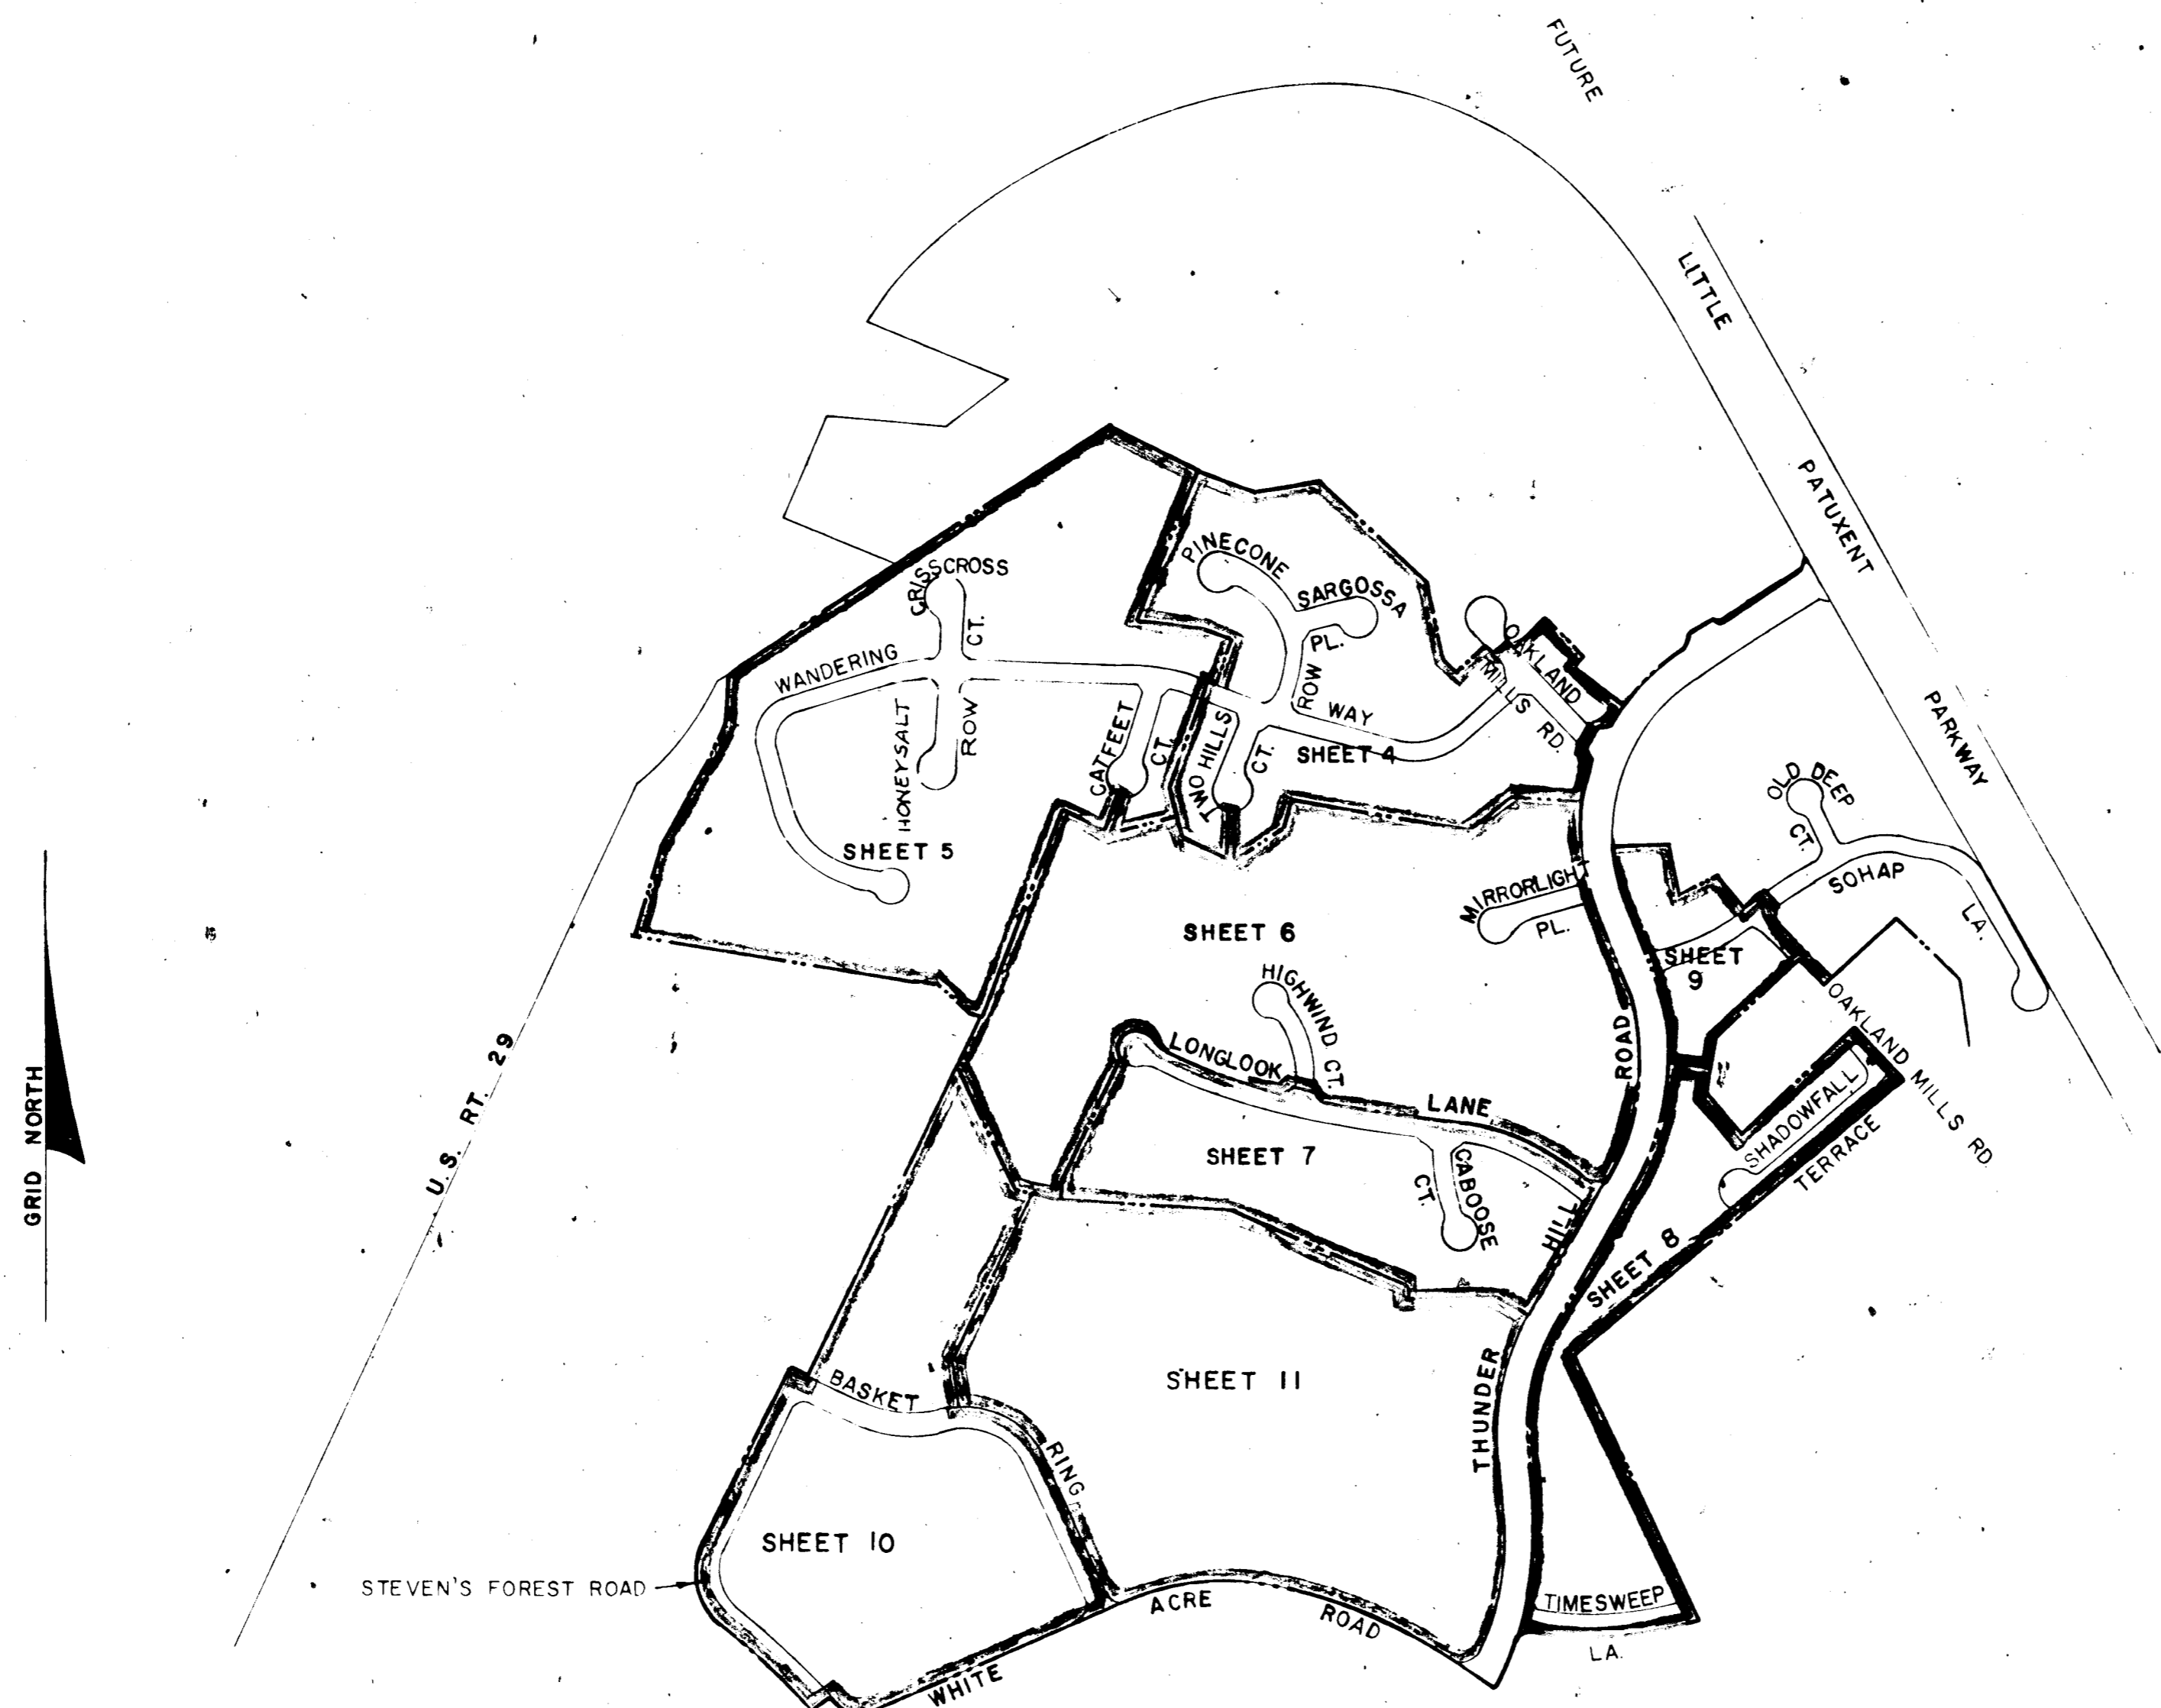 FUTURE
LITTLE
PATUXENT
PARKWAY
PINECONE
ROW
SARGOSSA
PL.
CRISSCROSS
CT.
WANDERING
WAY
OAKLAND
MILLS RD.
HONEYSALT
ROW
CATFEET
CT.
TWO HILLS
CT.
SHEET 4
OLD DEEP
CT.
SOHAP
LA.
SHEET 5
MIRRORLIGHT
PL.
SHEET 6
SHEET
9
HIGHWIND CT.
OAKLAND MILLS RD.
LONGLOOK
LANE
SHADOWFALL
TERRACE
SHEET 7
CABOOSE
CT.
SHEET 8
U.S. RT. 29
GRID NORTH
THUNDER
HILL
ROAD
SHEET 11
BASKET
RING
SHEET 10
STEVEN'S FOREST ROAD
WHITE
ACRE
ROAD
TIMESWEEP
LA.